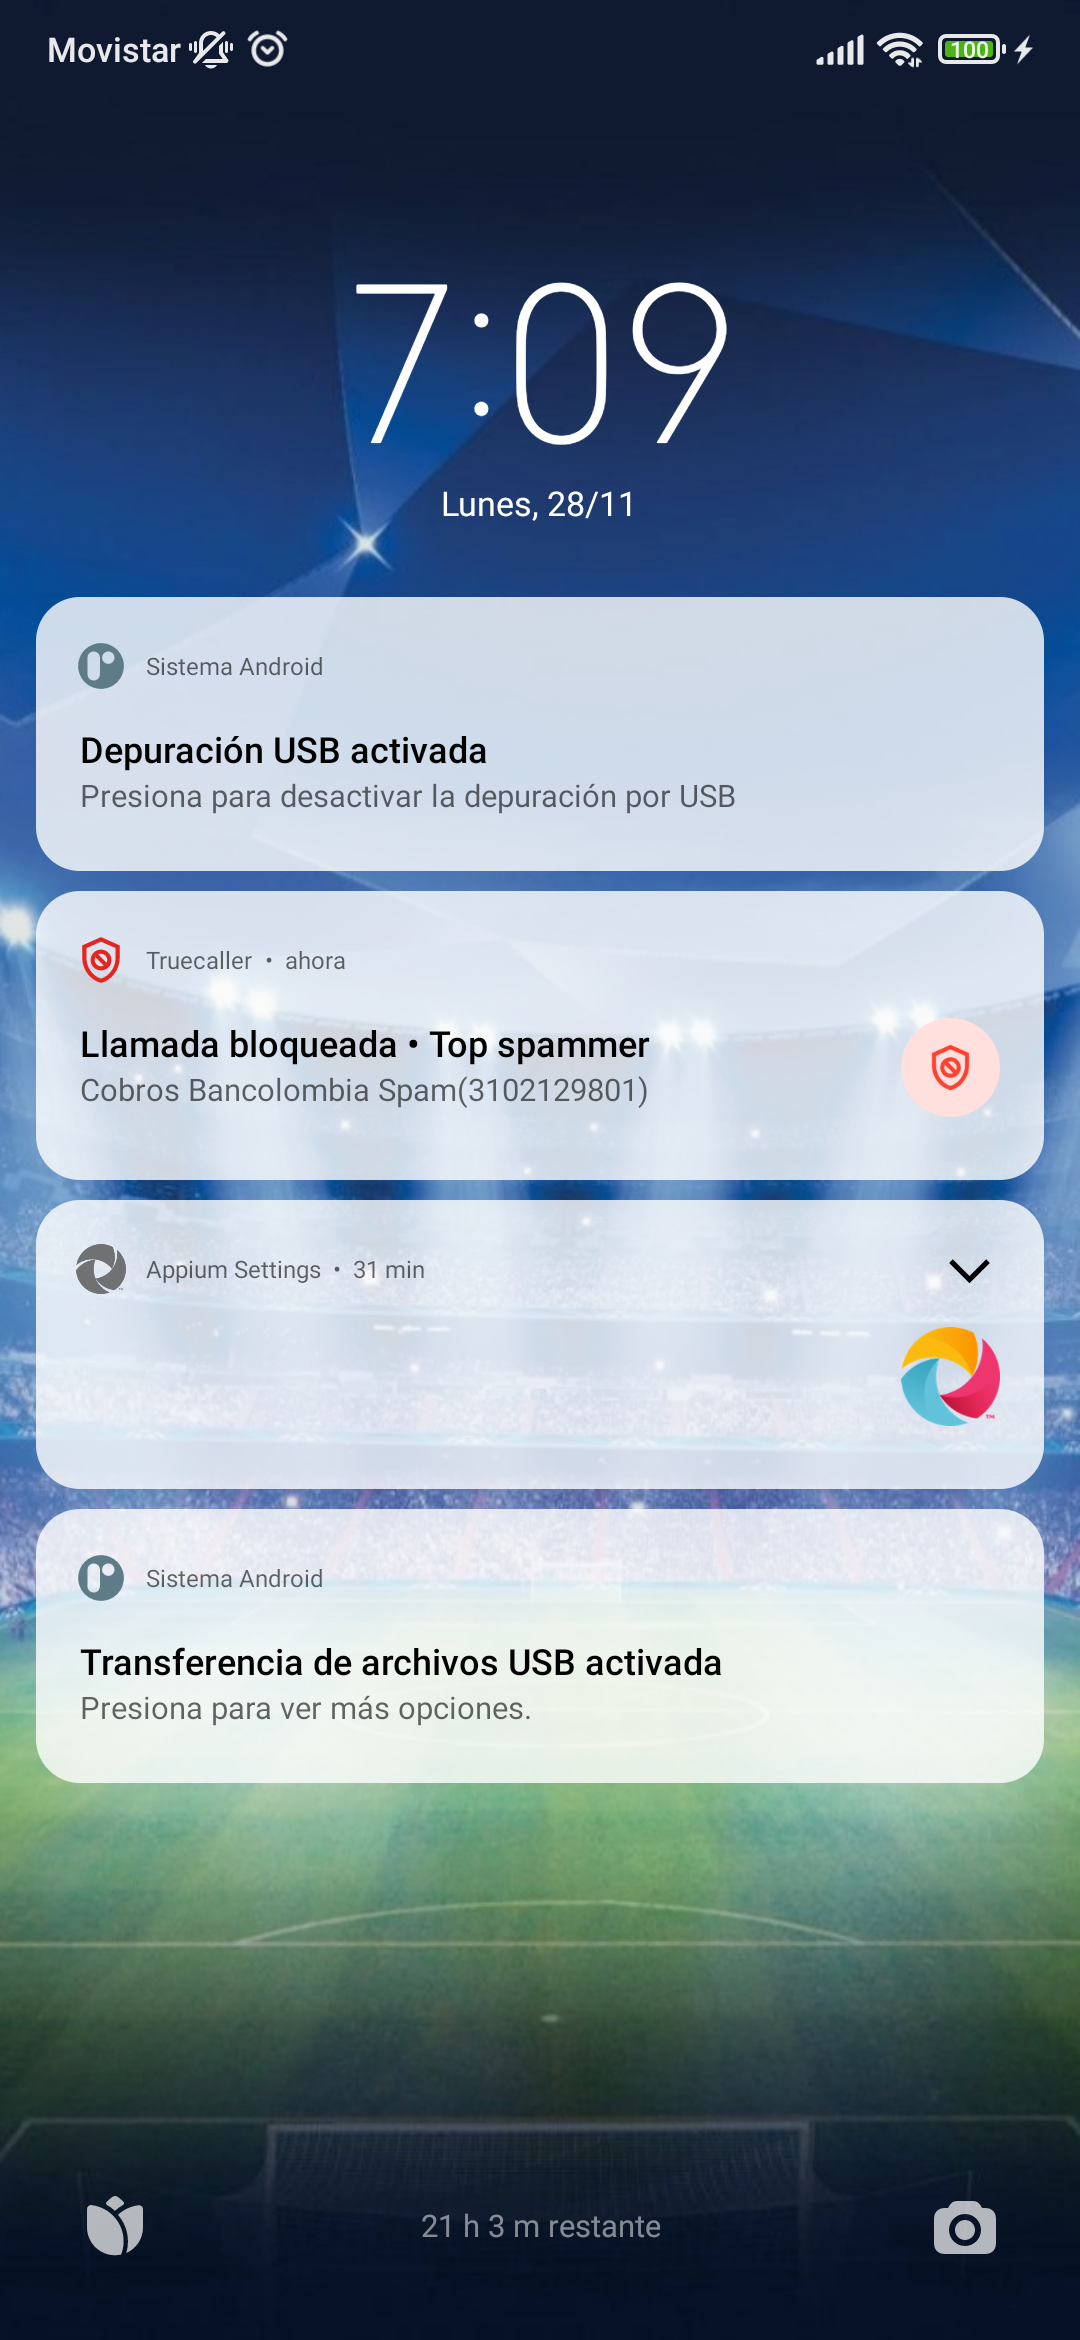 Movistar
100
7:09
Lunes, 28/11
Sistema Android
Depuración USB activada
Presiona para desactivar la depuración por USB
Truecaller • ahora
Llamada bloqueada • Top spammer
Cobros Bancolombia Spam(3102129801)
Appium Settings • 31 min
TM
Sistema Android
Transferencia de archivos USB activada
Presiona para ver más opciones.
21 h 3 m restante